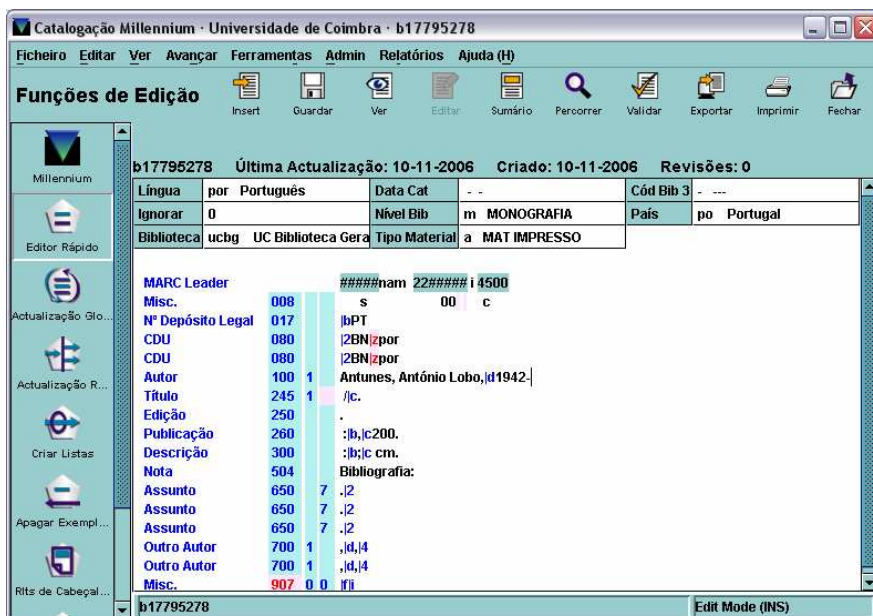 Catalogação Millennium · Universidade de Coimbra · b17795278
Ficheiro Editar Ver Avançar Ferramentas Admin Relatórios Ajuda (H)
Funções de Edição
Insert Guardar Ver Editar Sumário Percorrer Validar Exportar Imprimir Fechar
Millennium
Editor Rápido
Actualização Glo...
Actualização R...
Criar Listas
Apagar Exempl...
Rlts de Cabeçal...
b17795278 Última Actualização: 10-11-2006 Criado: 10-11-2006 Revisões: 0
Língua por Português Data Cat - - Cód Bib 3 - ---
Ignorar 0 Nível Bib m MONOGRAFIA País po Portugal
Biblioteca ucbg UC Biblioteca Gera Tipo Material a MAT IMPRESSO
MARC Leader #####nam 22##### i 4500
Misc. 008 s 00 c
Nº Depósito Legal 017 |bPT
CDU 080 |2BN|zpor
CDU 080 |2BN|zpor
Autor 100 1 Antunes, António Lobo,|d1942-
Título 245 1 /|c.
Edição 250 .
Publicação 260 :|b,|c200.
Descrição 300 :|b;|c cm.
Nota 504 Bibliografia:
Assunto 650 7 .|2
Assunto 650 7 .|2
Assunto 650 7 .|2
Outro Autor 700 1 ,|d,|4
Outro Autor 700 1 ,|d,|4
Misc. 907 0 0 |f|i
b17795278 Edit Mode (INS)